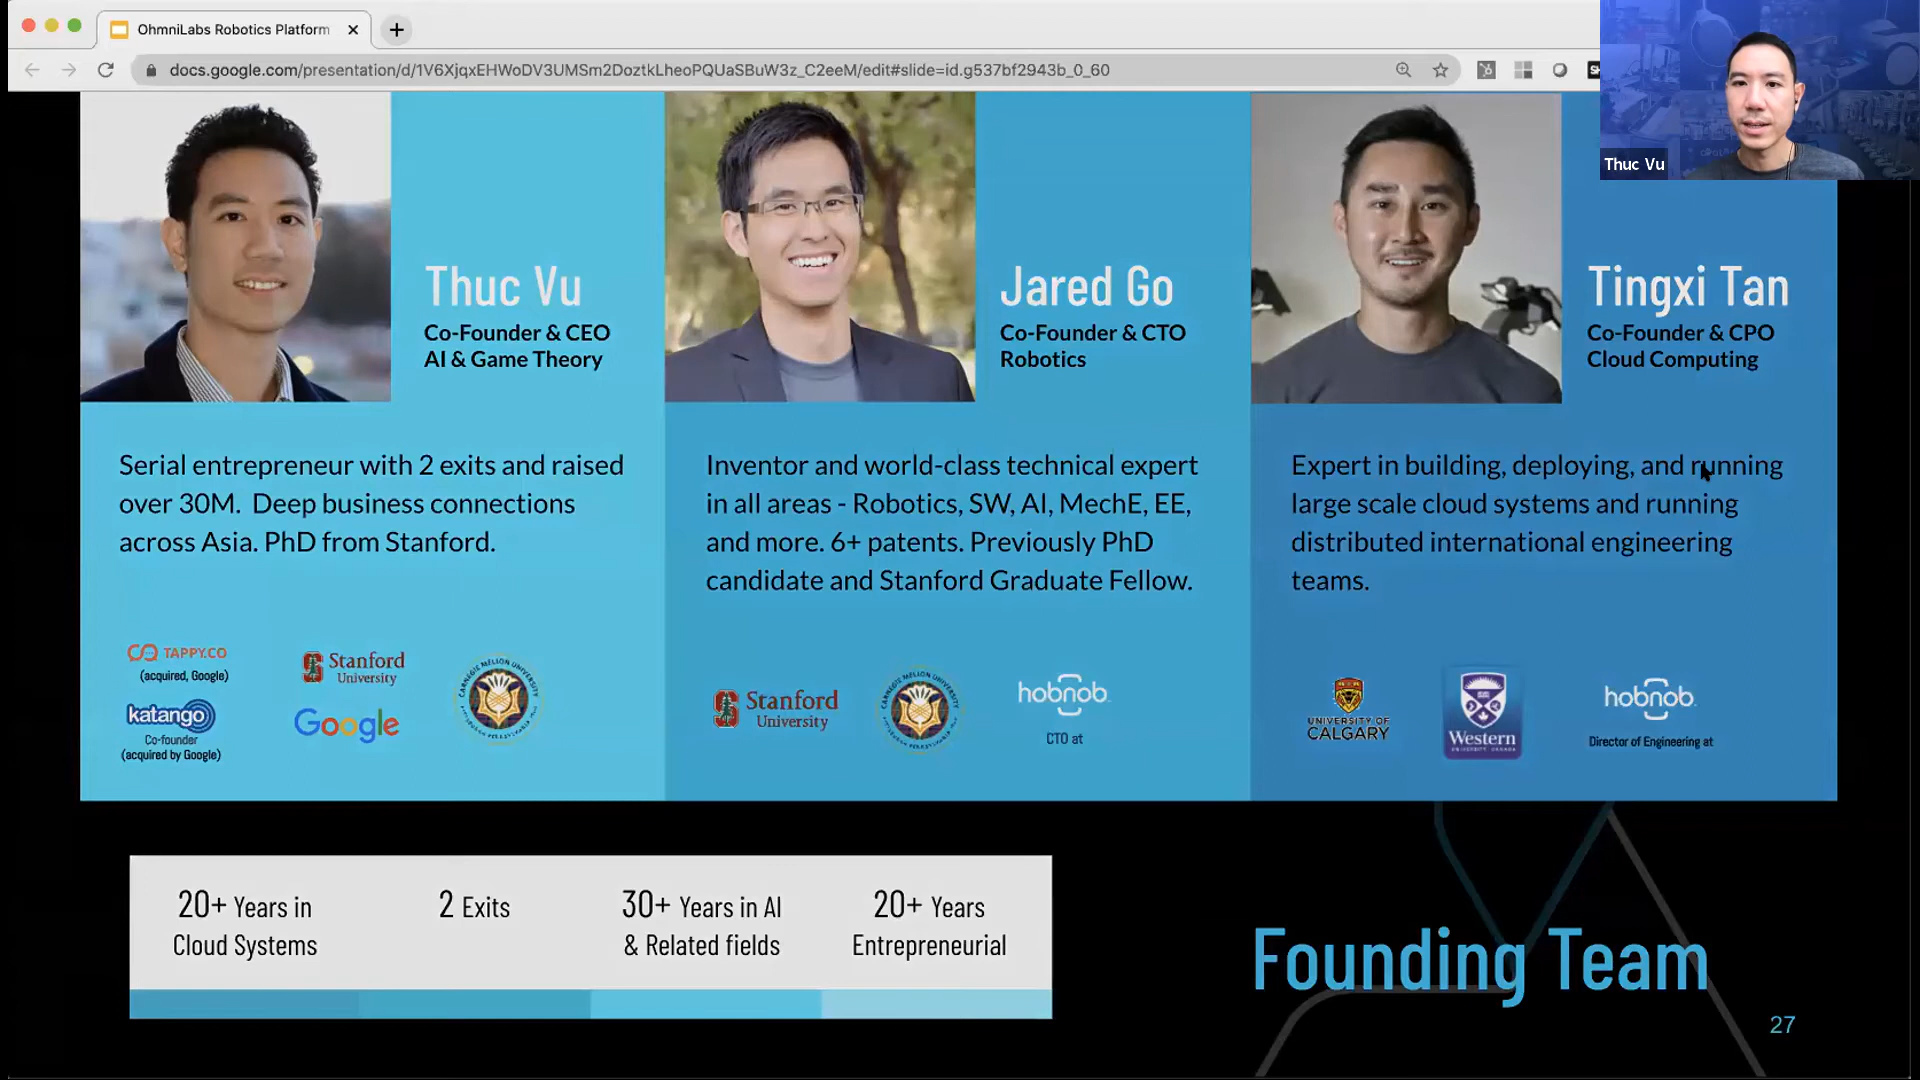 OhmniLabs Robotics Platform
docs.google.com/presentation/d/1V6XjqxEHWoDV3UMSm2DoztkLheoPQUaSBuW3z_C2eeM/edit#slide=id.g537bf2943b_0_60
Thuc Vu
Thuc Vu
Co-Founder & CEO
AI & Game Theory
Serial entrepreneur with 2 exits and raised
over 30M. Deep business connections
across Asia. PhD from Stanford.
TAPPY.CO
(acquired, Google)
katango
Co-founder
(acquired by Google)
Stanford
University
Google
CARNEGIE MELLON UNIVERSITY
Jared Go
Co-Founder & CTO
Robotics
Inventor and world-class technical expert
in all areas - Robotics, SW, AI, MechE, EE,
and more. 6+ patents. Previously PhD
candidate and Stanford Graduate Fellow.
Stanford
University
CARNEGIE MELLON UNIVERSITY
hobnob
CTO at
Tingxi Tan
Co-Founder & CPO
Cloud Computing
Expert in building, deploying, and running
large scale cloud systems and running
distributed international engineering
teams.
UNIVERSITY OF
CALGARY
Western
hobnob
Director of Engineering at
20+ Years in
Cloud Systems
2 Exits
30+ Years in AI
& Related fields
20+ Years
Entrepreneurial
Founding Team
27